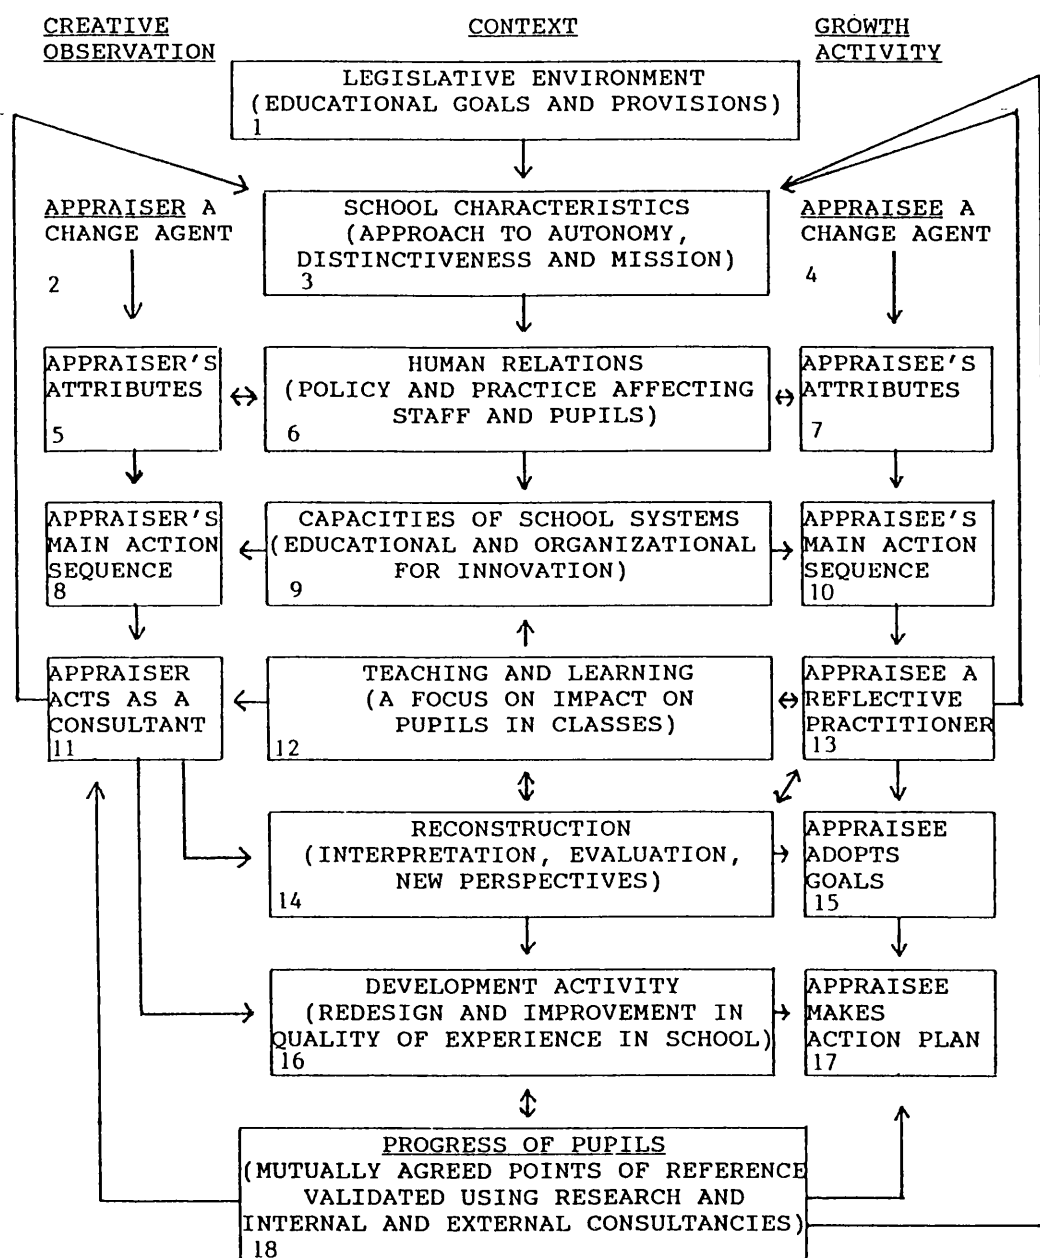 CREATIVE
OBSERVATION
CONTEXT
GROWTH
ACTIVITY
LEGISLATIVE ENVIRONMENT
(EDUCATIONAL GOALS AND PROVISIONS)
1
APPRAISER A
CHANGE AGENT
2
SCHOOL CHARACTERISTICS
(APPROACH TO AUTONOMY,
DISTINCTIVENESS AND MISSION)
3
APPRAISEE A
CHANGE AGENT
4
APPRAISER'S
ATTRIBUTES
5
HUMAN RELATIONS
(POLICY AND PRACTICE AFFECTING
STAFF AND PUPILS)
6
APPRAISEE'S
ATTRIBUTES
7
APPRAISER'S
MAIN ACTION
SEQUENCE
8
CAPACITIES OF SCHOOL SYSTEMS
(EDUCATIONAL AND ORGANIZATIONAL
FOR INNOVATION)
9
APPRAISEE'S
MAIN ACTION
SEQUENCE
10
APPRAISER
ACTS AS A
CONSULTANT
11
TEACHING AND LEARNING
(A FOCUS ON IMPACT ON
PUPILS IN CLASSES)
12
APPRAISEE A
REFLECTIVE
PRACTITIONER
13
RECONSTRUCTION
(INTERPRETATION, EVALUATION,
NEW PERSPECTIVES)
14
APPRAISEE
ADOPTS
GOALS
15
DEVELOPMENT ACTIVITY
(REDESIGN AND IMPROVEMENT IN
QUALITY OF EXPERIENCE IN SCHOOL)
16
APPRAISEE
MAKES
ACTION PLAN
17
PROGRESS OF PUPILS
(MUTUALLY AGREED POINTS OF REFERENCE
VALIDATED USING RESEARCH AND
INTERNAL AND EXTERNAL CONSULTANCIES)
18